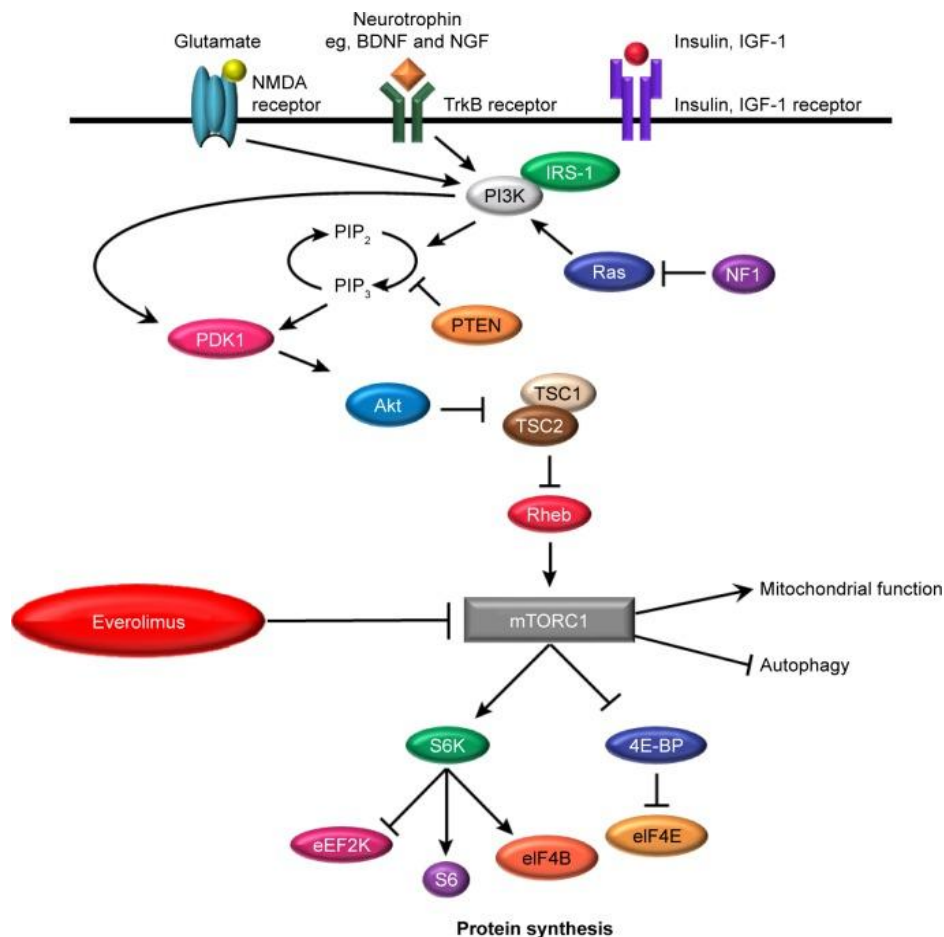 Neurotrophin
eg, BDNF and NGF
Glutamate
Insulin, IGF-1
NMDA
receptor
TrkB receptor
Insulin, IGF-1 receptor
IRS-1
PI3K
PIP2
Ras
NF1
PIP3
PTEN
PDK1
TSC1
Akt
TSC2
Rheb
Mitochondrial function
Everolimus
mTORC1
Autophagy
S6K
4E-BP
eEF2K
eIF4B
eIF4E
S6
Protein synthesis